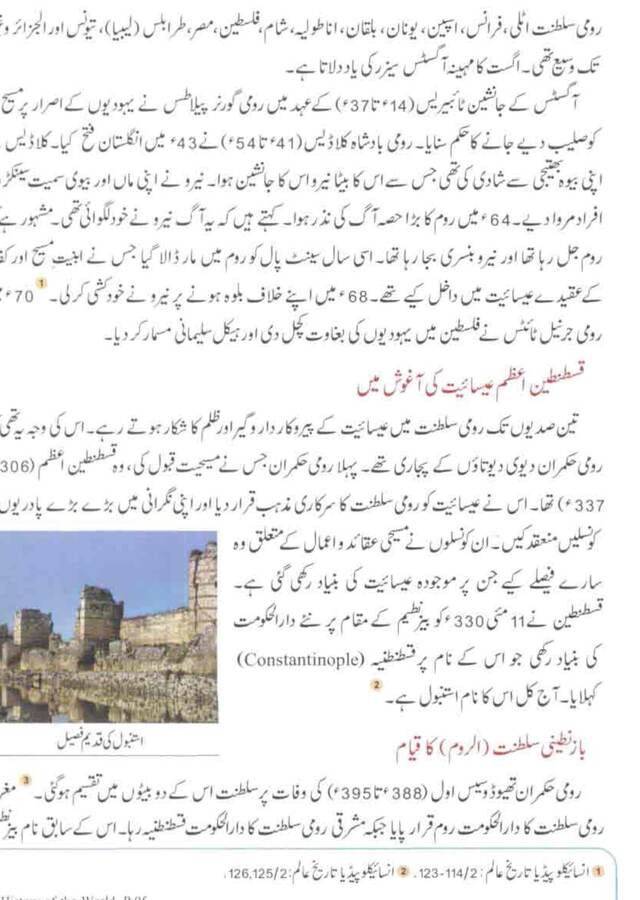 رومی سلطنت اٹلی، فرانس، اسپین، یونان، بلقان، اناطولیہ، شام، فلسطین، مصر، طرابلس (لیبیا)، تیونس اور الجزائر
تک وسیع تھی۔ اگست کا مہینہ آگسٹس سیزر کی یاد دلاتا ہے۔
آگسٹس کے جانشین ٹائبیریس (14ء تا 37ء) کے عہد میں رومی گورنر پیلاطس نے یہودیوں کے اصرار پر مسیح
کو صلیب دیے جانے کا حکم سنایا۔ رومی بادشاہ کلاڈیس (41ء تا 54ء) نے 43ء میں انگلستان فتح کیا۔ کلاڈیس
اپنی بیوہ بھتیجی سے شادی کی تھی جس سے اس کا بیٹا نیرو اس کا جانشین ہوا۔ نیرو نے اپنی ماں اور بیوی سمیت
افراد مروا دیے۔ 64ء میں روم کا بڑا حصہ آگ کی نذر ہوا۔ کہتے ہیں کہ یہ آگ نیرو نے خود لگوائی تھی۔ مشہور ہے
روم جل رہا تھا اور نیرو بنسری بجا رہا تھا۔ اسی سال سینٹ پال کو روم میں مار ڈالا گیا جس نے ابنیتِ مسیح اور
کے عقیدے عیسائیت میں داخل کیے تھے۔ 68ء میں اپنے خلاف بلوہ ہونے پر نیرو نے خودکشی کر لی۔ 1 70ء
رومی جرنیل ٹائٹس نے فلسطین میں یہودیوں کی بغاوت کچل دی اور ہیکل سلیمانی مسمار کر دیا۔
قسطنطین اعظم عیسائیت کی آغوش میں
تین صدیوں تک رومی سلطنت میں عیسائیت کے پیروکار دار و گیر اور ظلم کا شکار ہوتے رہے۔ اس کی وجہ یہ تھی
رومی حکمران دیوی دیوتاؤں کے پجاری تھے۔ پہلا رومی حکمران جس نے مسیحیت قبول کی، وہ قسطنطین اعظم (306
337ء) تھا۔ اس نے عیسائیت کو رومی سلطنت کا سرکاری مذہب قرار دیا اور اپنی نگرانی میں بڑے بڑے پادریوں
کونسلیں منعقد کیں۔ ان کونسلوں نے مسیحی عقائد و اعمال کے متعلق وہ
سارے فیصلے کیے جن پر موجودہ عیسائیت کی بنیاد رکھی گئی ہے۔
قسطنطین نے 11 مئی 330ء کو بیزنطیم کے مقام پر نئے دارالحکومت
کی بنیاد رکھی جو اس کے نام پر قسطنطنیہ (Constantinople)
کہلایا۔ آج کل اس کا نام استنبول ہے۔ 2
استنبول کی قدیم فصیل
بازنطینی سلطنت (الروم) کا قیام
رومی حکمران تھیوڈوسیس اول (388ء تا 395ء) کی وفات پر سلطنت اس کے دو بیٹوں میں تقسیم ہوگئی۔ 3
رومی سلطنت کا دارالحکومت روم قرار پایا جبکہ مشرقی رومی سلطنت کا دارالحکومت قسطنطنیہ رہا۔ اس کے سابق نام
1 انسائیکلوپیڈیا تاریخ عالم: 114/2-123۔ 2 انسائیکلوپیڈیا تاریخ عالم: 126,125/2۔